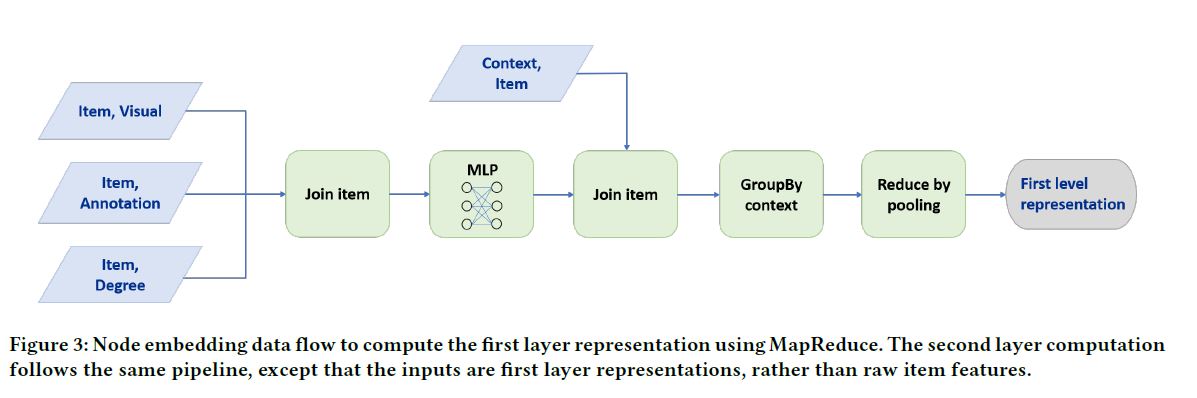 Context,
Item
Item, Visual
Item,
Annotation
Item,
Degree
Join item
MLP
Join item
GroupBy
context
Reduce by
pooling
First level
representation
Figure 3: Node embedding data flow to compute the first layer representation using MapReduce. The second layer computation
follows the same pipeline, except that the inputs are first layer representations, rather than raw item features.